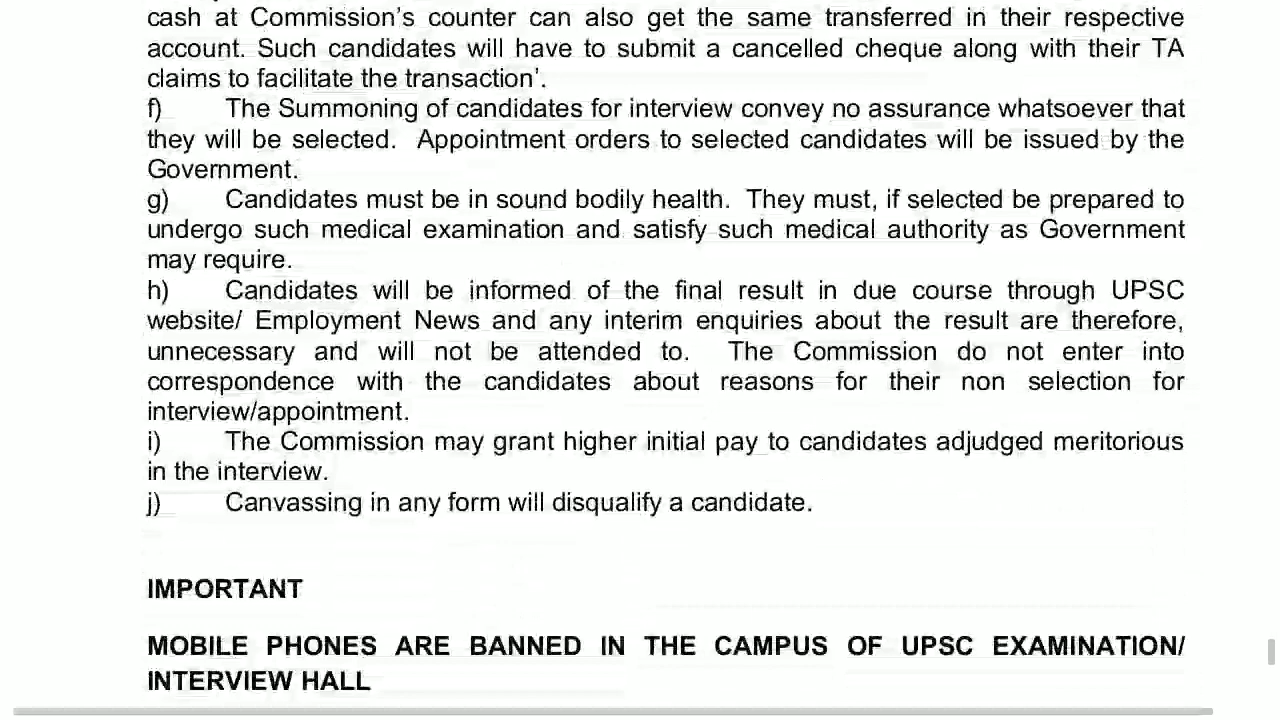 cash at Commission’s counter can also get the same transferred in their respective
account. Such candidates will have to submit a cancelled cheque along with their TA
claims to facilitate the transaction’.
f) The Summoning of candidates for interview convey no assurance whatsoever that
they will be selected. Appointment orders to selected candidates will be issued by the
Government.
g) Candidates must be in sound bodily health. They must, if selected be prepared to
undergo such medical examination and satisfy such medical authority as Government
may require.
h) Candidates will be informed of the final result in due course through UPSC
website/ Employment News and any interim enquiries about the result are therefore,
unnecessary and will not be attended to. The Commission do not enter into
correspondence with the candidates about reasons for their non selection for
interview/appointment.
i) The Commission may grant higher initial pay to candidates adjudged meritorious
in the interview.
j) Canvassing in any form will disqualify a candidate.
IMPORTANT
MOBILE PHONES ARE BANNED IN THE CAMPUS OF UPSC EXAMINATION/
INTERVIEW HALL